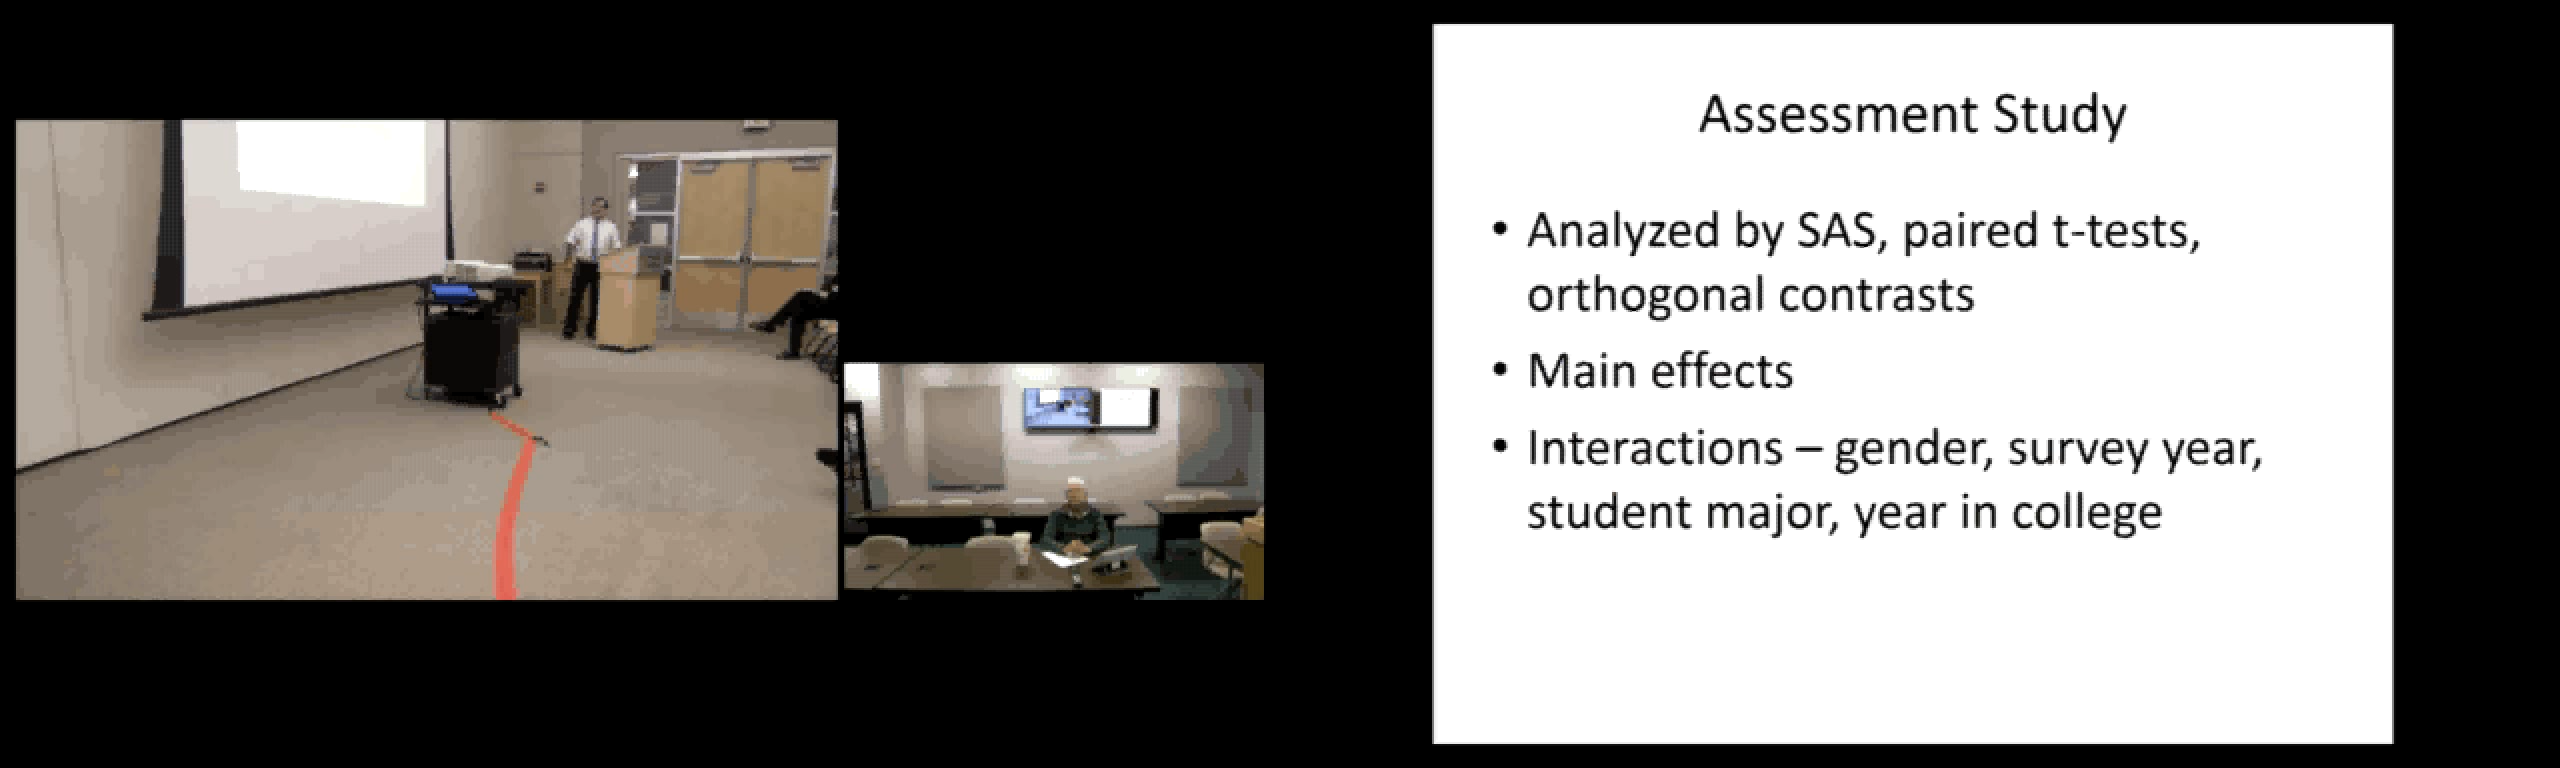 Assessment Study
• Analyzed by SAS, paired t-tests,
orthogonal contrasts
• Main effects
• Interactions – gender, survey year,
student major, year in college